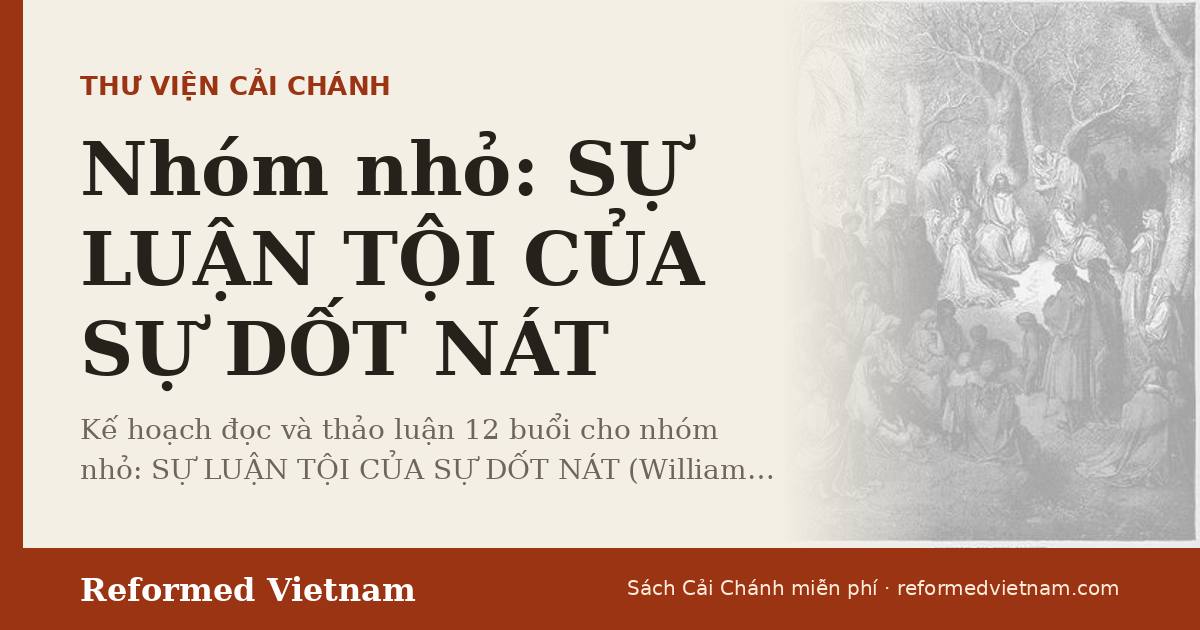 THƯ VIỆN CẢI CHÁNH
Nhóm nhỏ: SỰ
LUẬN TỘI CỦA
SỰ DỐT NÁT
Kế hoạch đọc và thảo luận 12 buổi cho nhóm
nhỏ: SỰ LUẬN TỘI CỦA SỰ DỐT NÁT (William…
Reformed Vietnam
Sách Cải Chánh miễn phí · reformedvietnam.com